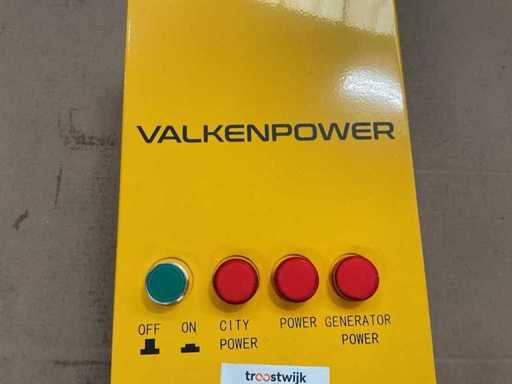 VALKENPOWER
OFF ON CITY POWER GENERATOR
POWER POWER
troostwijk